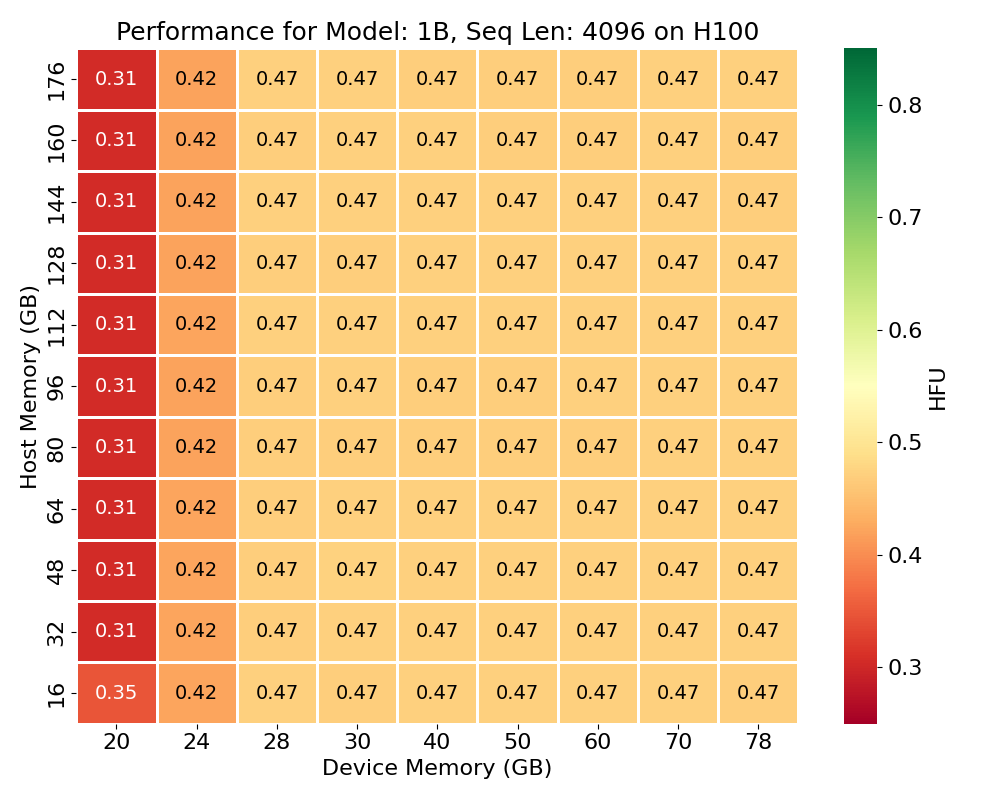 Performance for Model: 1B, Seq Len: 4096 on H100
Host Memory (GB)
176 0.31 0.42 0.47 0.47 0.47 0.47 0.47 0.47 0.47
160 0.31 0.42 0.47 0.47 0.47 0.47 0.47 0.47 0.47
144 0.31 0.42 0.47 0.47 0.47 0.47 0.47 0.47 0.47
128 0.31 0.42 0.47 0.47 0.47 0.47 0.47 0.47 0.47
112 0.31 0.42 0.47 0.47 0.47 0.47 0.47 0.47 0.47
96 0.31 0.42 0.47 0.47 0.47 0.47 0.47 0.47 0.47
80 0.31 0.42 0.47 0.47 0.47 0.47 0.47 0.47 0.47
64 0.31 0.42 0.47 0.47 0.47 0.47 0.47 0.47 0.47
48 0.31 0.42 0.47 0.47 0.47 0.47 0.47 0.47 0.47
32 0.31 0.42 0.47 0.47 0.47 0.47 0.47 0.47 0.47
16 0.35 0.42 0.47 0.47 0.47 0.47 0.47 0.47 0.47
20 24 28 30 40 50 60 70 78
Device Memory (GB)
0.8
0.7
0.6
0.5
0.4
0.3
HFU